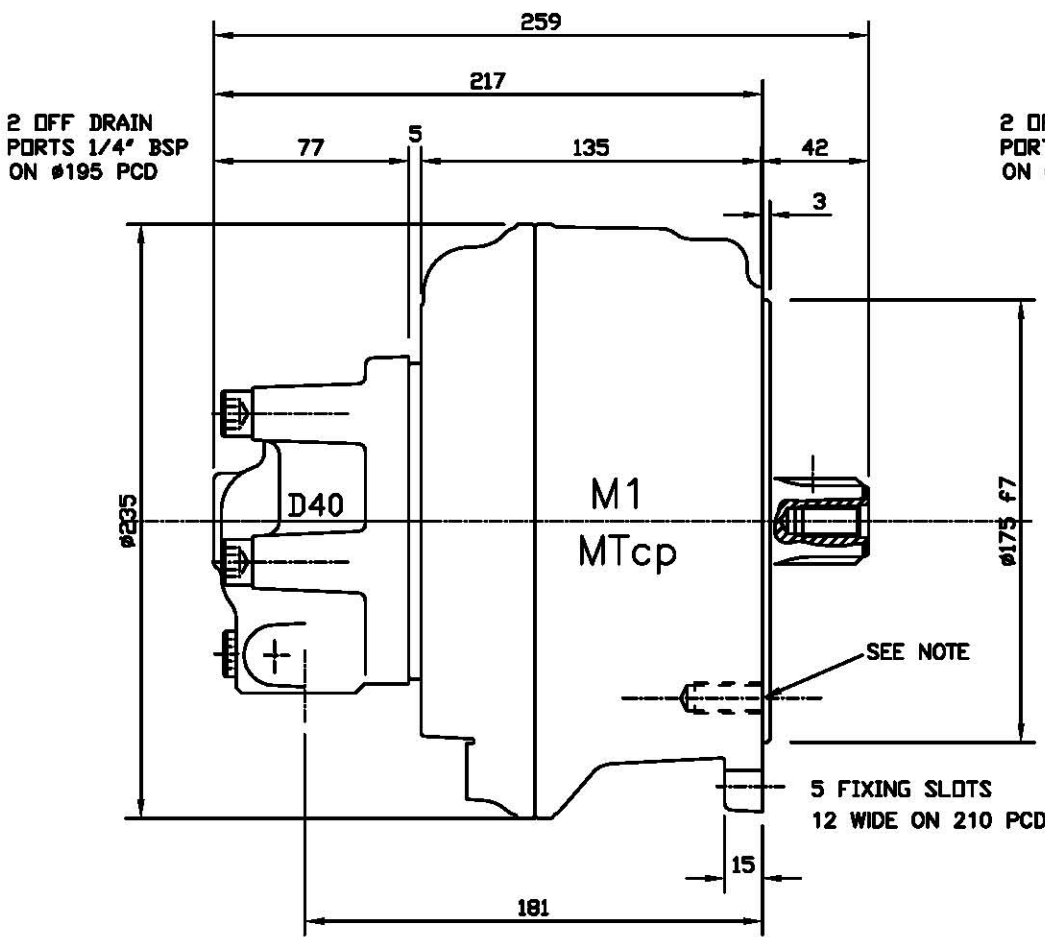 259
217
2 OFF DRAIN
PORTS 1/4" BSP
ON ø195 PCD
77
5
135
42
2 OF
PORT
ON
3
ø235
D40
M1
MTcp
ø175 f7
SEE NOTE
5 FIXING SLOTS
12 WIDE ON 210 PCD
15
181